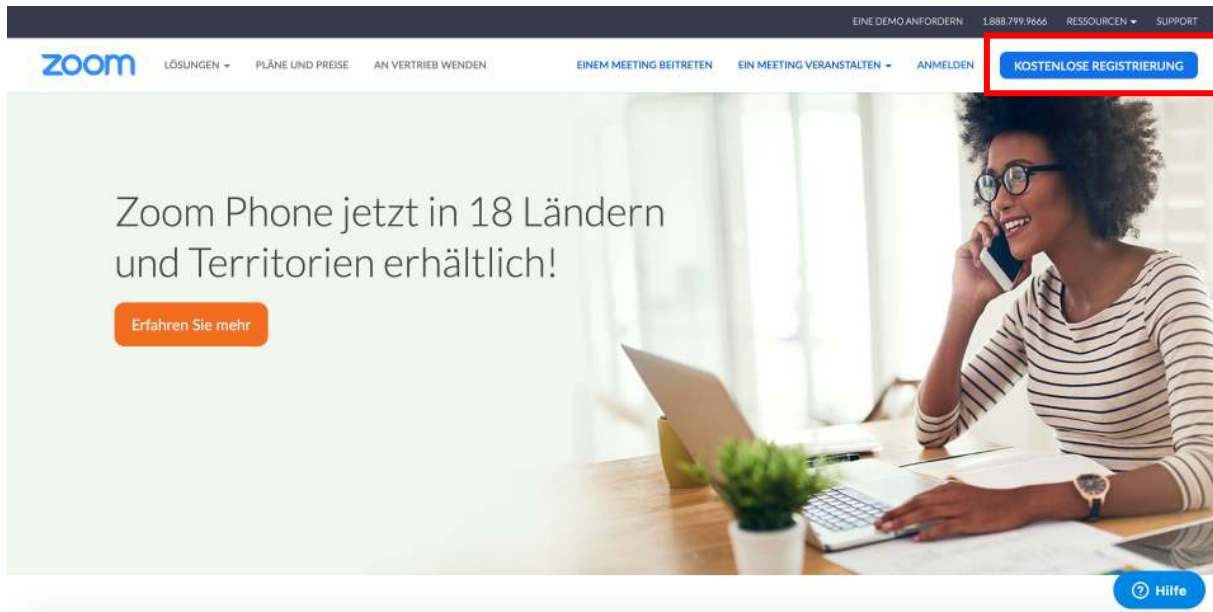 EINE DEMO ANFORDERN 1.888.799.9666 RESSOURCEN SUPPORT
zoom LÖSUNGEN PLÄNE UND PREISE AN VERTRIEB WENDEN EINEM MEETING BEITRETEN EIN MEETING VERANSTALTEN ANMELDEN KOSTENLOSE REGISTRIERUNG
Zoom Phone jetzt in 18 Ländern
und Territorien erhältlich!
Erfahren Sie mehr
Hilfe